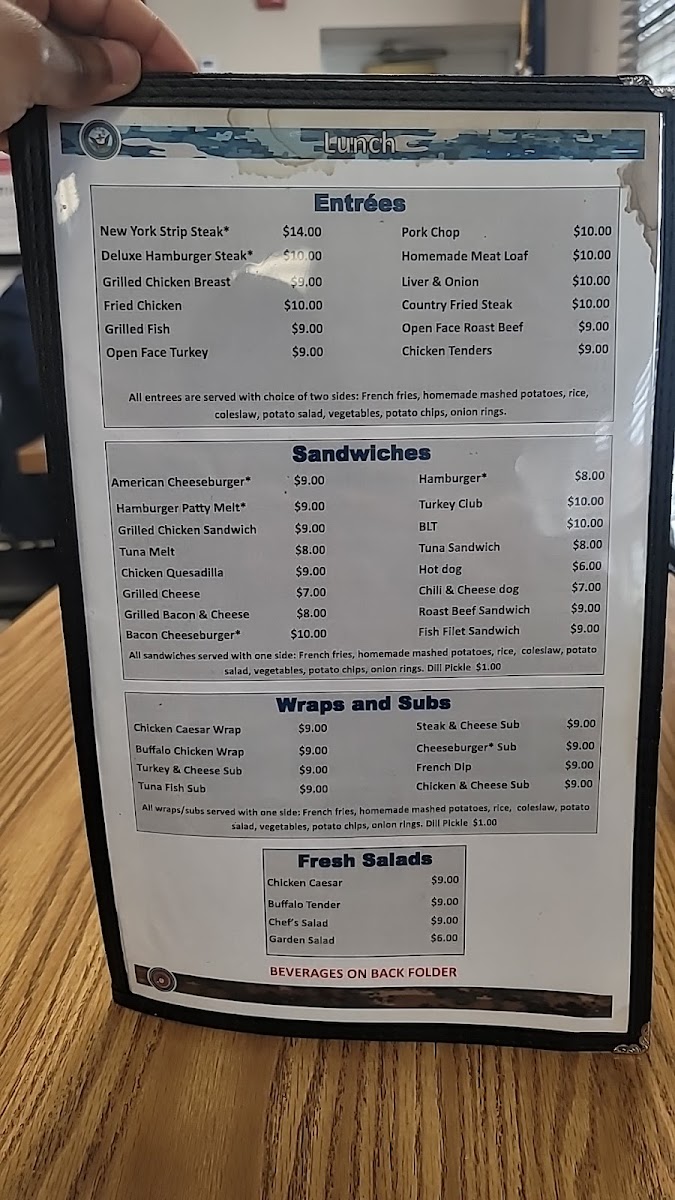 Lunch
Entrées
New York Strip Steak* $14.00 Pork Chop $10.00
Deluxe Hamburger Steak* $10.00 Homemade Meat Loaf $10.00
Grilled Chicken Breast $9.00 Liver & Onion $10.00
Fried Chicken $10.00 Country Fried Steak $10.00
Grilled Fish $9.00 Open Face Roast Beef $9.00
Open Face Turkey $9.00 Chicken Tenders $9.00
All entrees are served with choice of two sides: French fries, homemade mashed potatoes, rice,
coleslaw, potato salad, vegetables, potato chips, onion rings.
Sandwiches
American Cheeseburger* $9.00 Hamburger* $8.00
Hamburger Patty Melt* $9.00 Turkey Club $10.00
Grilled Chicken Sandwich $9.00 BLT $10.00
Tuna Melt $8.00 Tuna Sandwich $8.00
Chicken Quesadilla $9.00 Hot dog $6.00
Grilled Cheese $7.00 Chili & Cheese dog $7.00
Grilled Bacon & Cheese $8.00 Roast Beef Sandwich $9.00
Bacon Cheeseburger* $10.00 Fish Filet Sandwich $9.00
All sandwiches served with one side: French fries, homemade mashed potatoes, rice, coleslaw, potato
salad, vegetables, potato chips, onion rings. Dill Pickle $1.00
Wraps and Subs
Chicken Caesar Wrap $9.00 Steak & Cheese Sub $9.00
Buffalo Chicken Wrap $9.00 Cheeseburger* Sub $9.00
Turkey & Cheese Sub $9.00 French Dip $9.00
Tuna Fish Sub $9.00 Chicken & Cheese Sub $9.00
All wraps/subs served with one side: French fries, homemade mashed potatoes, rice, coleslaw, potato
salad, vegetables, potato chips, onion rings. Dill Pickle $1.00
Fresh Salads
Chicken Caesar $9.00
Buffalo Tender $9.00
Chef's Salad $9.00
Garden Salad $6.00
BEVERAGES ON BACK FOLDER